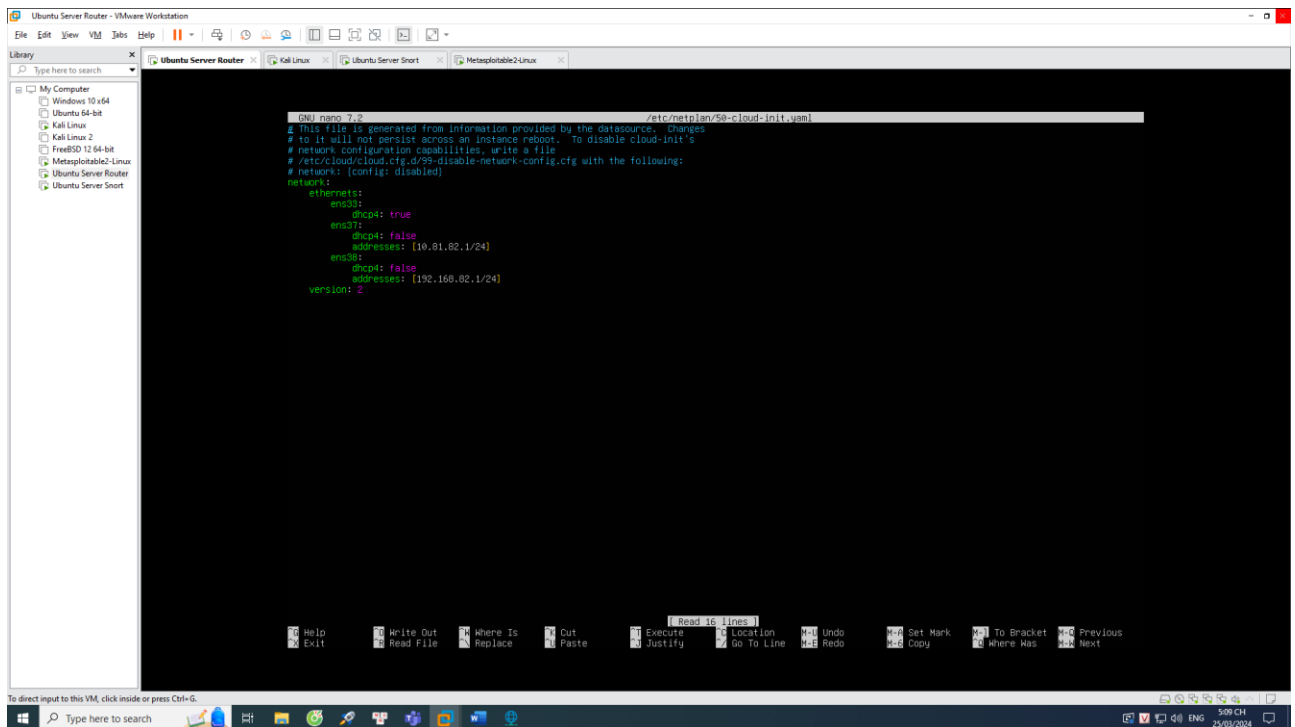 Ubuntu Server Router - VMware Workstation
File Edit View VM Tabs Help
Library
Type here to search
My Computer
Windows 10 x64
Ubuntu 64-bit
Kali Linux
Kali Linux 2
FreeBSD 12 64-bit
Metasploitable2-Linux
Ubuntu Server Router
Ubuntu Server Snort
Ubuntu Server Router Kali Linux Ubuntu Server Snort Metasploitable2-Linux
GNU nano 7.2 /etc/netplan/50-cloud-init.yaml
# This file is generated from information provided by the datasource.  Changes
# to it will not persist across an instance reboot.  To disable cloud-init's
# network configuration capabilities, write a file
# /etc/cloud/cloud.cfg.d/99-disable-network-config.cfg with the following:
# network: {config: disabled}
network:
    ethernets:
        ens33:
            dhcp4: true
        ens37:
            dhcp4: false
            addresses: [10.81.82.1/24]
        ens38:
            dhcp4: false
            addresses: [192.168.82.1/24]
    version: 2
[ Read 16 lines ]
^G Help ^O Write Out ^W Where Is ^K Cut ^T Execute ^C Location M-U Undo M-A Set Mark M-] To Bracket M-Q Previous
^X Exit ^R Read File ^\ Replace ^U Paste ^J Justify ^/ Go To Line M-E Redo M-6 Copy ^Q Where Was M-W Next
To direct input to this VM, click inside or press Ctrl+G.
Type here to search
ENG
5:09 CH
25/03/2024